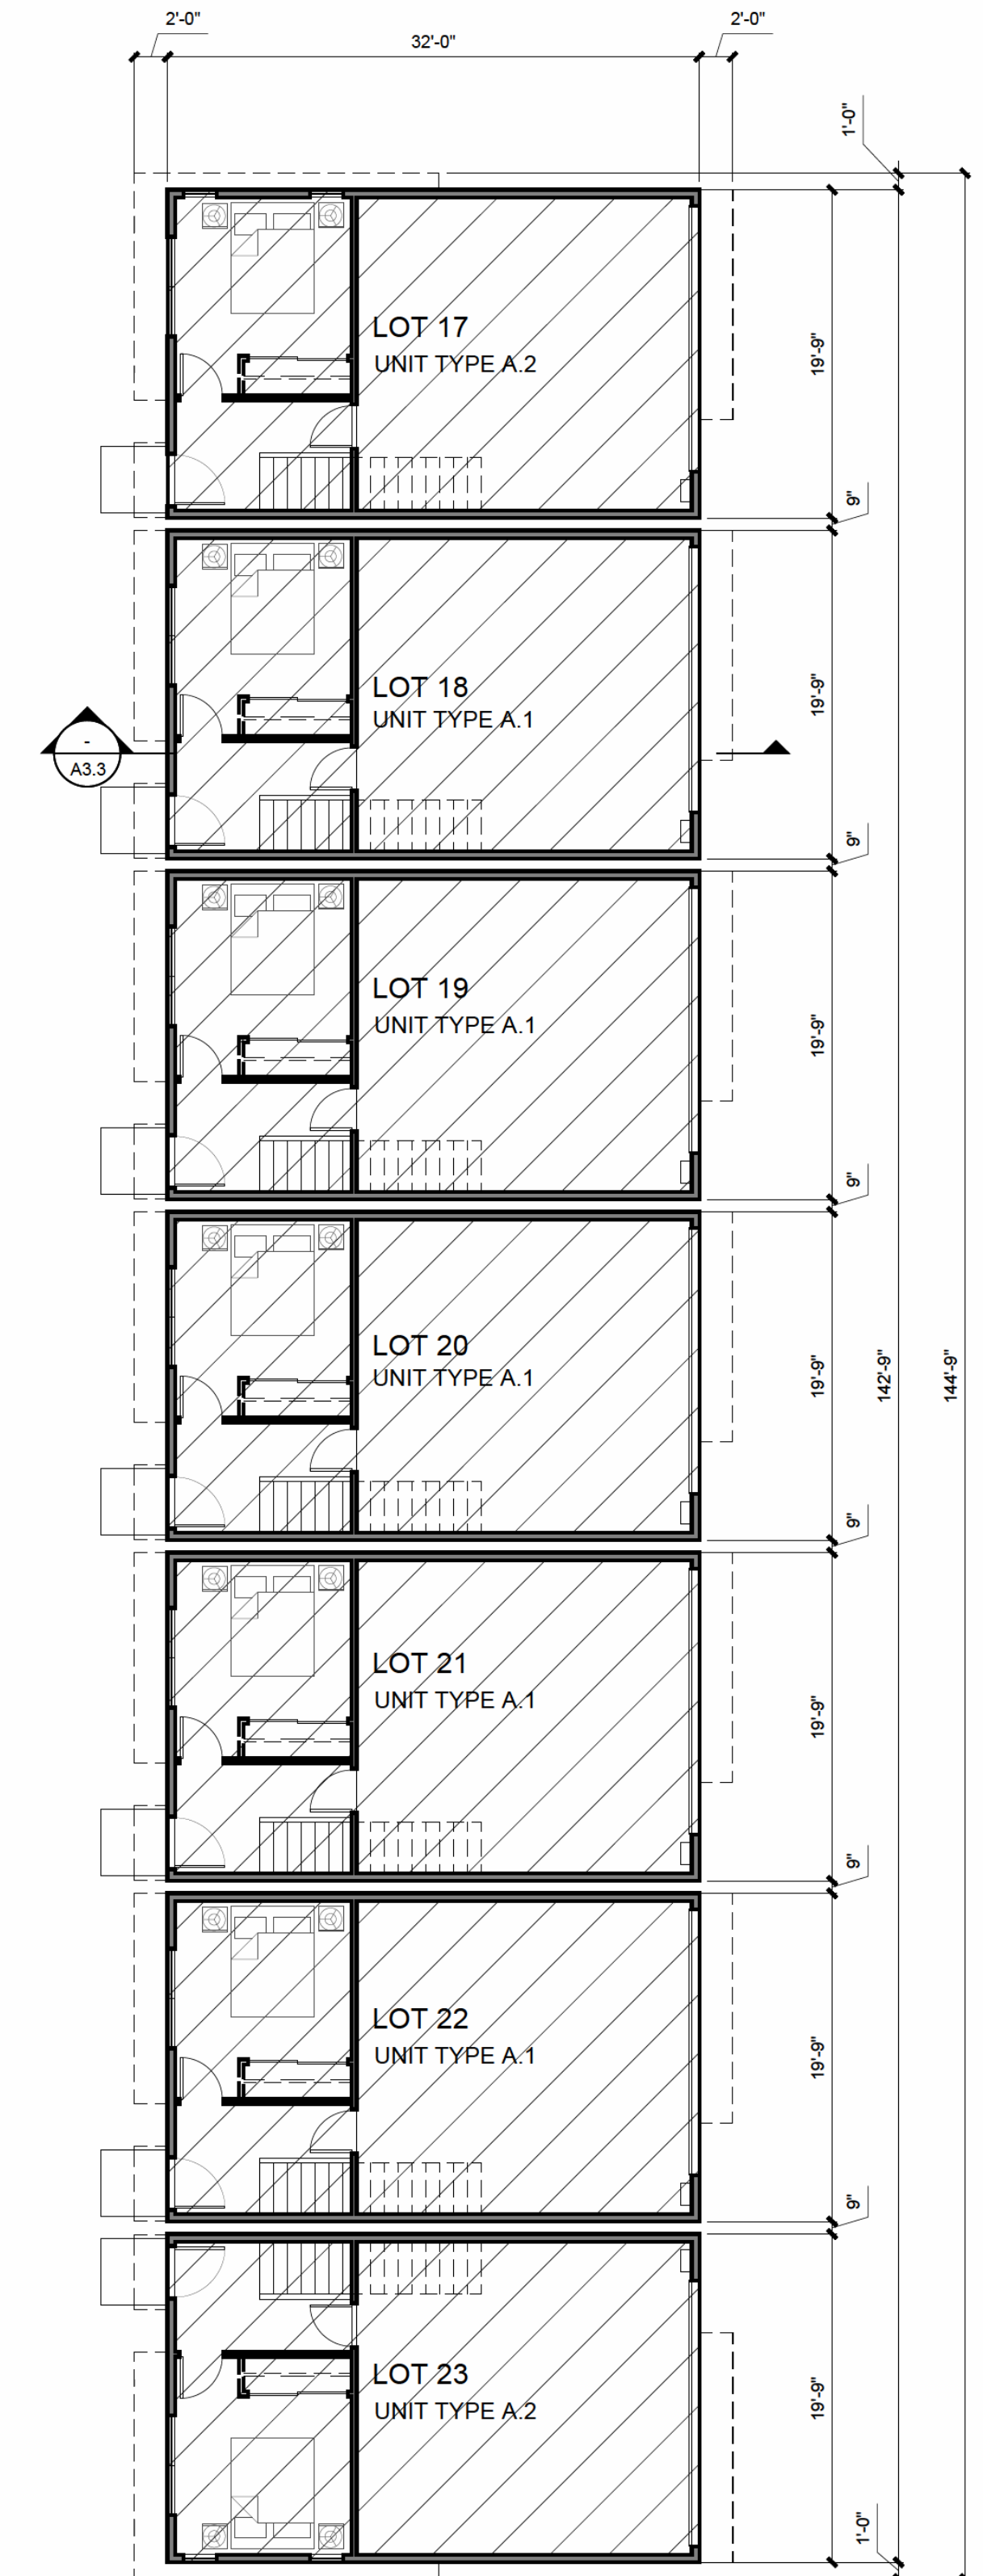 2'-0"
32'-0"
2'-0"
1'-0"
LOT 17
UNIT TYPE A.2
19'-9"
9"
LOT 18
UNIT TYPE A.1
19'-9"
-
A3.3
9"
LOT 19
UNIT TYPE A.1
19'-9"
9"
LOT 20
UNIT TYPE A.1
19'-9"
142'-9"
144'-9"
9"
LOT 21
UNIT TYPE A.1
19'-9"
9"
LOT 22
UNIT TYPE A.1
19'-9"
9"
LOT 23
UNIT TYPE A.2
19'-9"
1'-0"